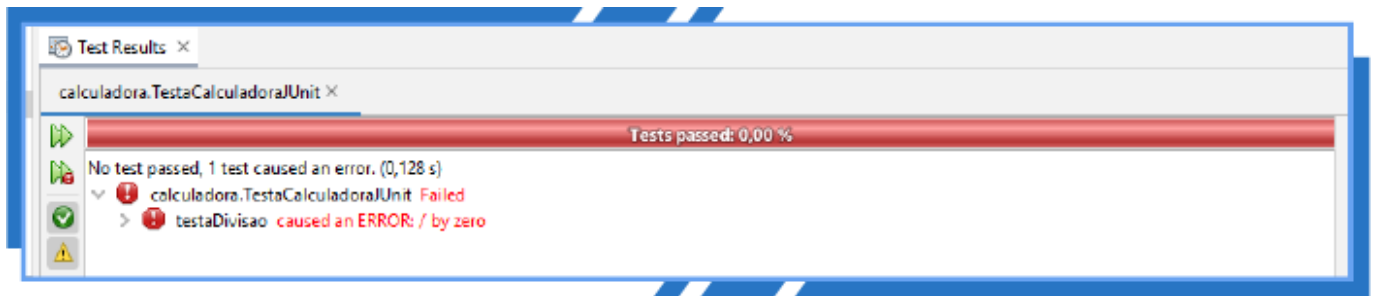 Test Results
calculadora.TestaCalculadoraJUnit
Tests passed: 0,00 %
No test passed, 1 test caused an error. (0,128 s)
calculadora.TestaCalculadoraJUnit Failed
testaDivisao caused an ERROR: / by zero